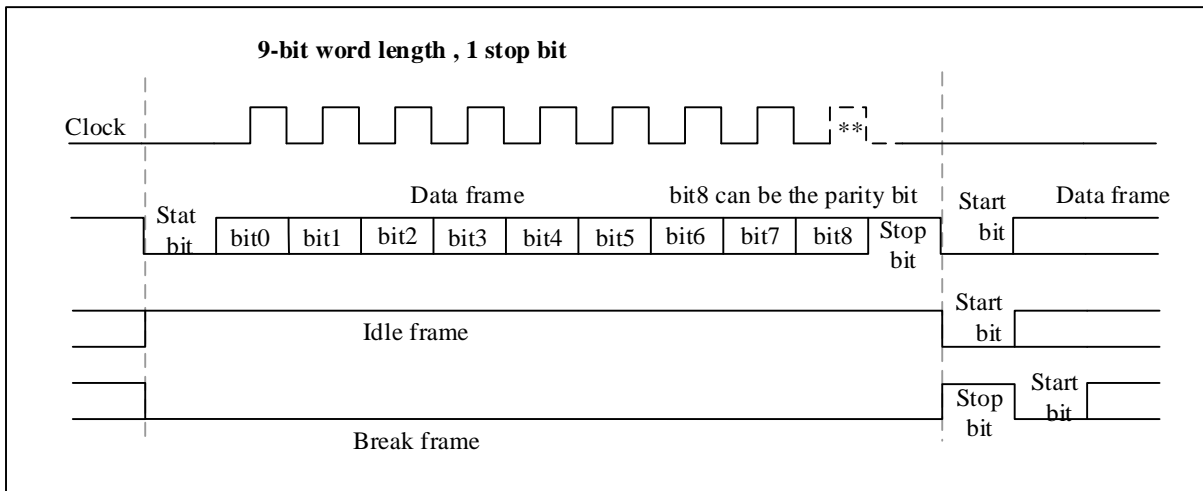 9-bit word length , 1 stop bit
Clock
**
Data frame
bit8 can be the parity bit
Data frame
Stat
bit
bit0
bit1
bit2
bit3
bit4
bit5
bit6
bit7
bit8
Stop
bit
Start
bit
Idle frame
Start
bit
Break frame
Stop
bit
Start
bit